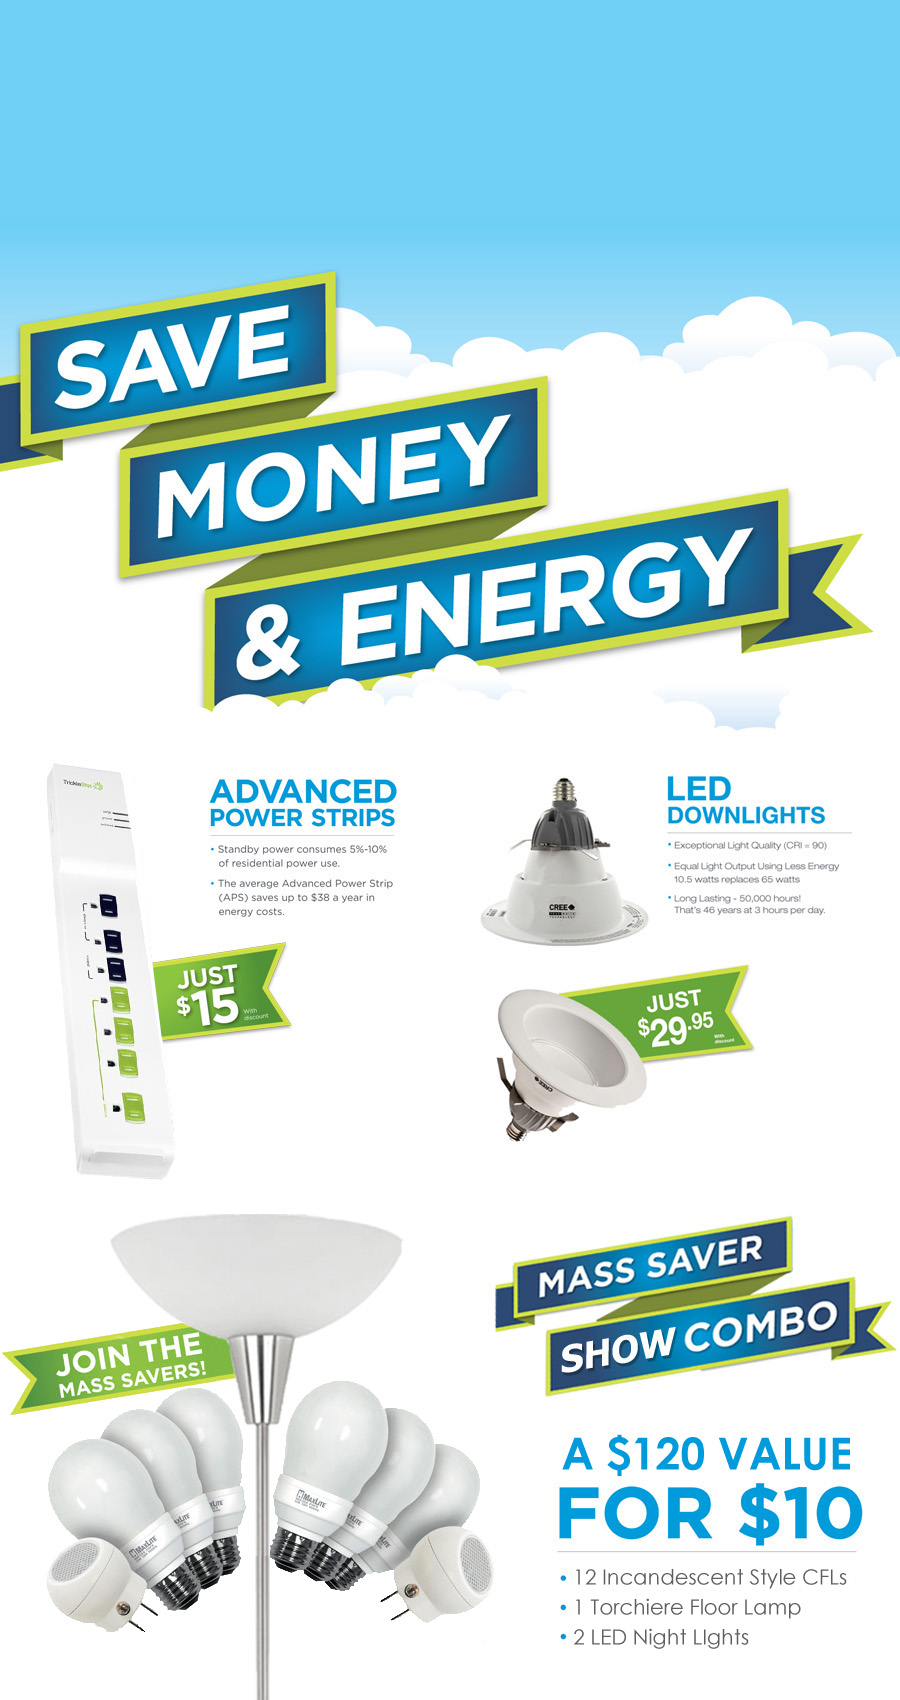 SAVE
MONEY
& ENERGY
TrickleStar
ADVANCED
POWER STRIPS
• Standby power consumes 5%-10%
of residential power use.
• The average Advanced Power Strip
(APS) saves up to $38 a year in
energy costs.
JUST
$15 With
discount
CREE
LED
DOWNLIGHTS
• Exceptional Light Quality (CRI = 90)
• Equal Light Output Using Less Energy
10.5 watts replaces 65 watts
• Long Lasting - 50,000 hours!
That's 46 years at 3 hours per day.
JUST
$29.95 With
discount
CREE
JOIN THE
MASS SAVERS!
MAXLITE
MAXLITE
MAXLITE
MASS SAVER
SHOW COMBO
A $120 VALUE
FOR $10
• 12 Incandescent Style CFLs
• 1 Torchiere Floor Lamp
• 2 LED Night LIghts